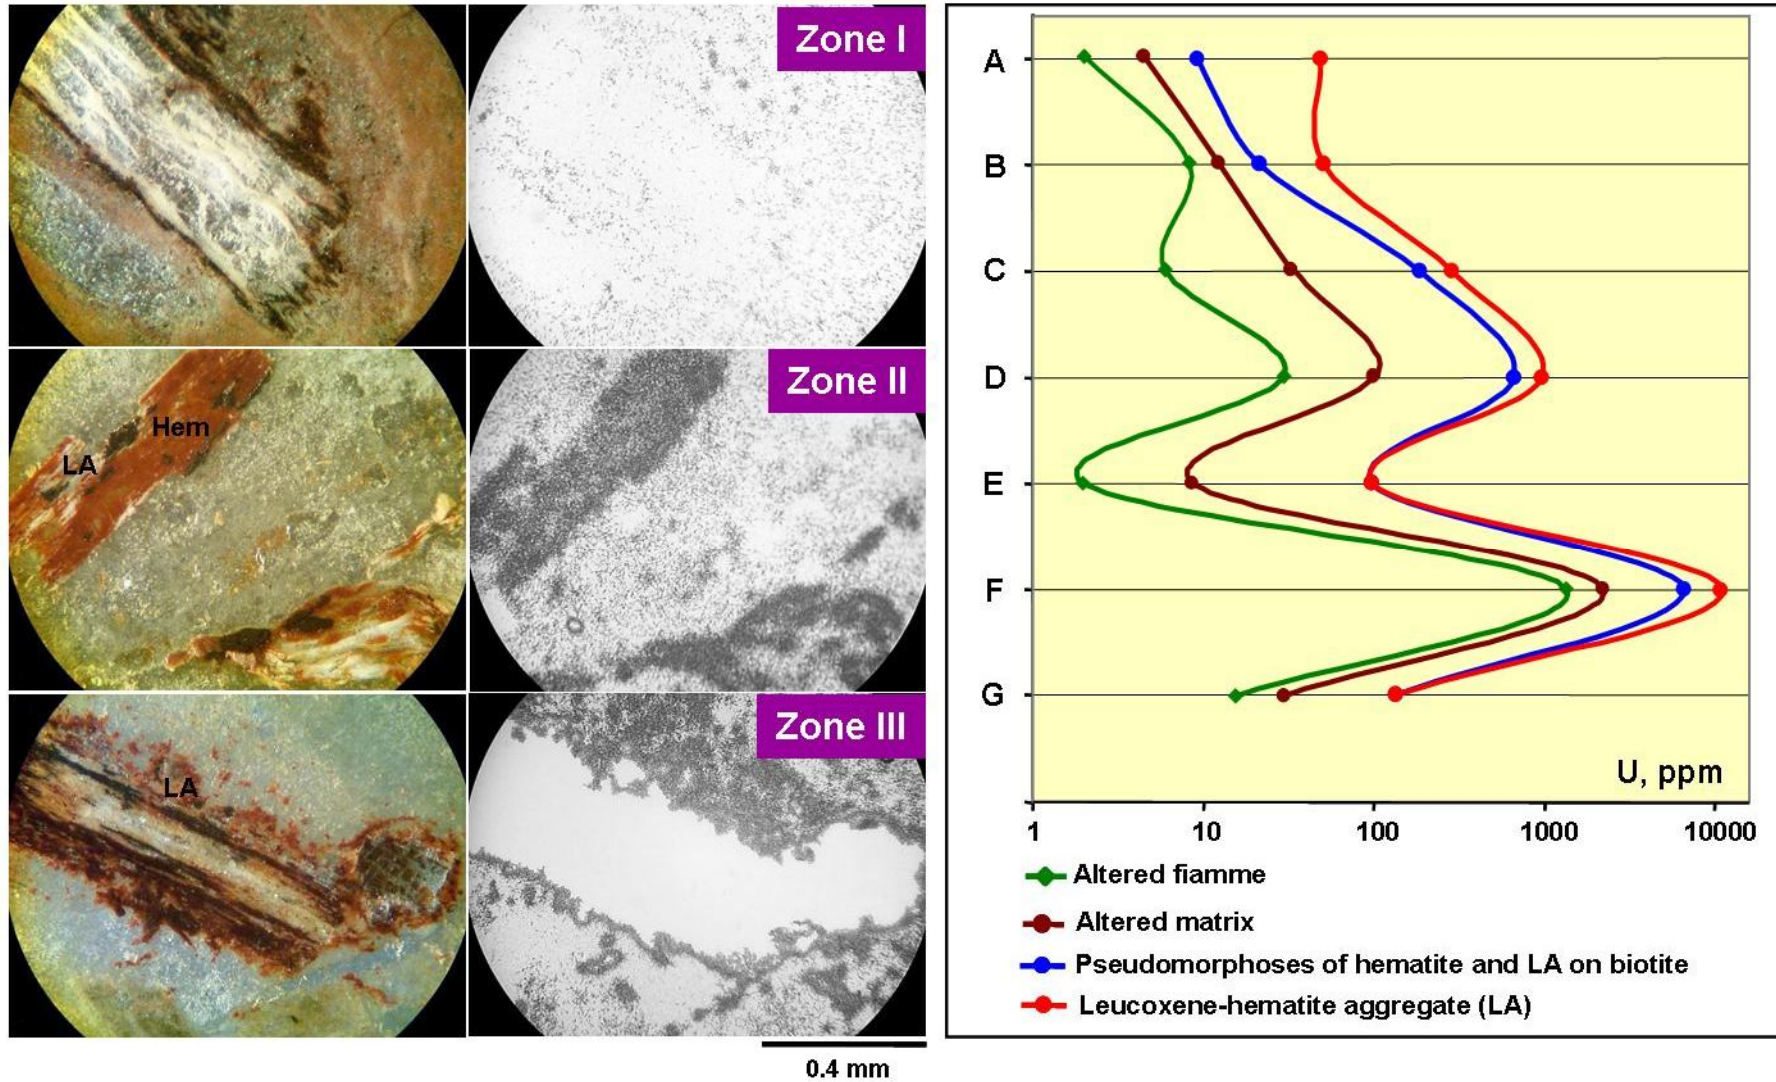 Zone I
Hem
LA
Zone II
LA
Zone III
0.4 mm
A
B
C
D
E
F
G
U, ppm
1
10
100
1000
10000
Altered fiamme
Altered matrix
Pseudomorphoses of hematite and LA on biotite
Leucoxene-hematite aggregate (LA)